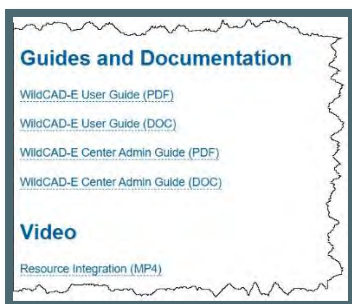 Guides and Documentation
WildCAD-E User Guide (PDF)
WildCAD-E User Guide (DOC)
WildCAD-E Center Admin Guide (PDF)
WildCAD-E Center Admin Guide (DOC)
Video
Resource Integration (MP4)